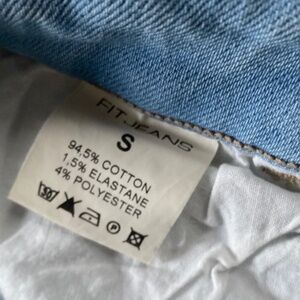 FIT JEANS
S
94,5% COTTON
1,5% ELASTANE
4% POLYESTER